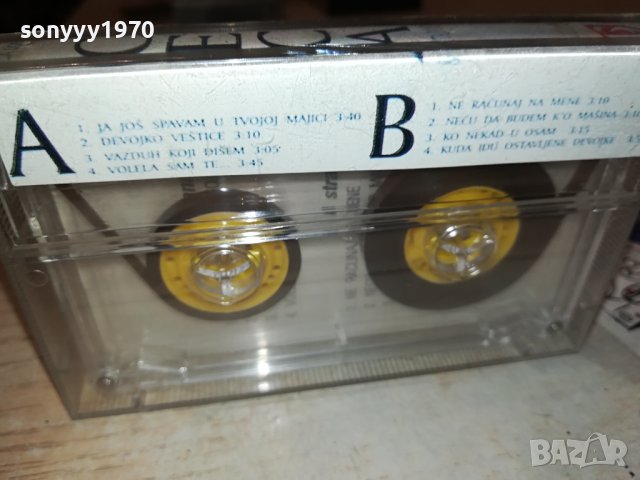 sonyyy1970
CECA
A
1. JA JOŠ SPAVAM U TVOJOJ MAJICI 3:40
2. DEVOJKO VEŠTICE 3:10
3. VAZDUH KOJI DIŠEM 3:05
4. VOLELA SAM TE... 3:45
B
1. NE RAČUNAJ NA MENE 3:10
2. NEĆU DA BUDEM K'O MAŠINA
3. KO NEKAD U OSAM 3:15
4. KUDA IDU OSTAVLJENE DEVOJKE
BAZAR